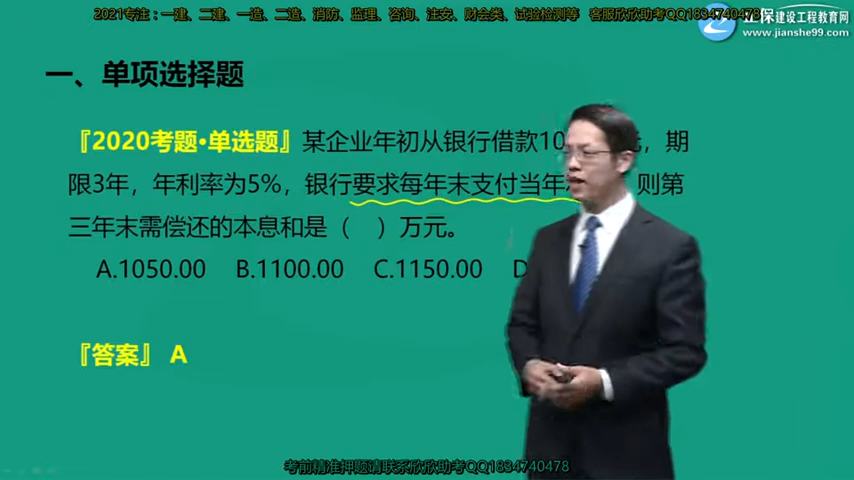 2021专注：一建、二建、一造、二造、消防、监理、咨询、注安、财会类、试验检测等 客服欣欣助考QQ1834740478
正保建设工程教育网
www.jianshe99.com
一、单项选择题
『2020考题·单选题』某企业年初从银行借款10 元，期
限3年，年利率为5%，银行要求每年末支付当年 则第
三年末需偿还的本息和是（ ）万元。
A.1050.00 B.1100.00 C.1150.00 D
『答案』 A
考前精准押题请联系欣欣助考QQ1834740478